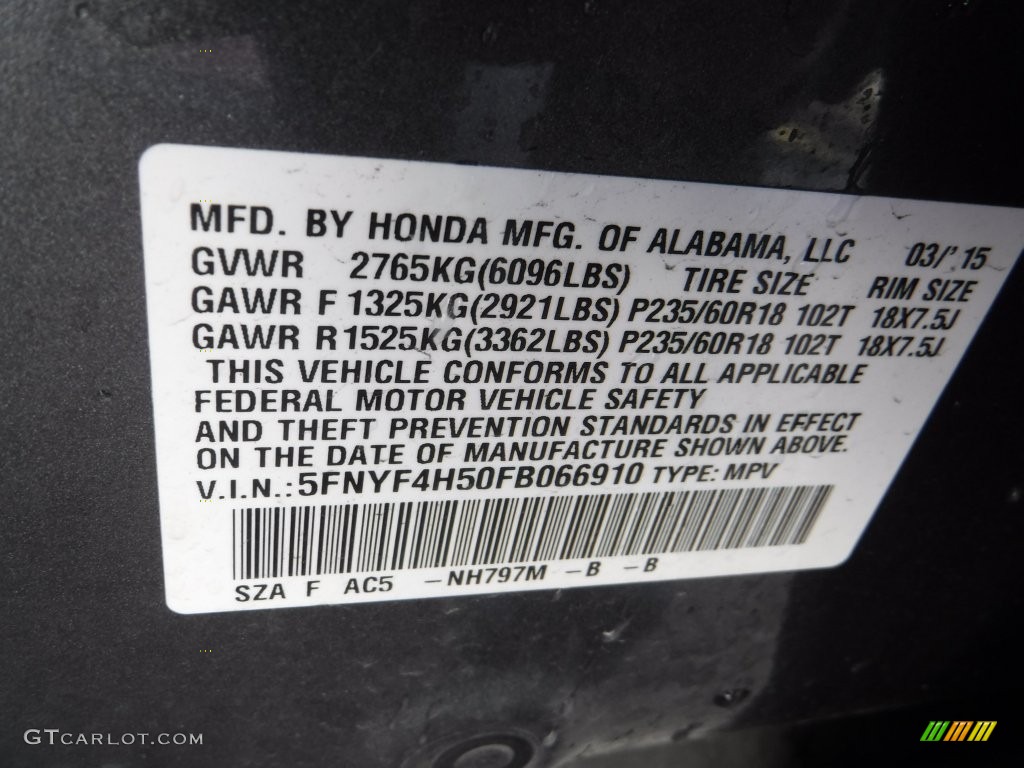 MFD. BY HONDA MFG. OF ALABAMA, LLC 03/'15
GVWR 2765KG(6096LBS) TIRE SIZE RIM SIZE
GAWR F 1325KG(2921LBS) P235/60R18 102T 18X7.5J
GAWR R 1525KG(3362LBS) P235/60R18 102T 18X7.5J
THIS VEHICLE CONFORMS TO ALL APPLICABLE
FEDERAL MOTOR VEHICLE SAFETY
AND THEFT PREVENTION STANDARDS IN EFFECT
ON THE DATE OF MANUFACTURE SHOWN ABOVE.
V.I.N.: 5FNYF4H50FB066910 TYPE: MPV
SZA F AC5 -NH797M -B -B
GTCARLOT.COM